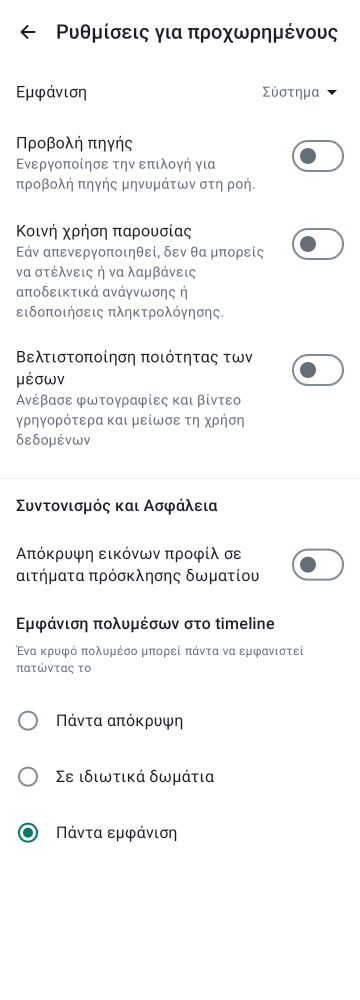 Ρυθμίσεις για προχωρημένους
Εμφάνιση
Σύστημα
Προβολή πηγής
Ενεργοποίησε την επιλογή για
προβολή πηγής μηνυμάτων στη ροή.
Κοινή χρήση παρουσίας
Εάν απενεργοποιηθεί, δεν θα μπορείς
να στέλνεις ή να λαμβάνεις
αποδεικτικά ανάγνωσης ή
ειδοποιήσεις πληκτρολόγησης.
Βελτιστοποίηση ποιότητας των
μέσων
Ανέβασε φωτογραφίες και βίντεο
γρηγορότερα και μείωσε τη χρήση
δεδομένων
Συντονισμός και Ασφάλεια
Απόκρυψη εικόνων προφίλ σε
αιτήματα πρόσκλησης δωματίου
Εμφάνιση πολυμέσων στο timeline
Ένα κρυφό πολυμέσο μπορεί πάντα να εμφανιστεί
πατώντας το
Πάντα απόκρυψη
Σε ιδιωτικά δωμάτια
Πάντα εμφάνιση